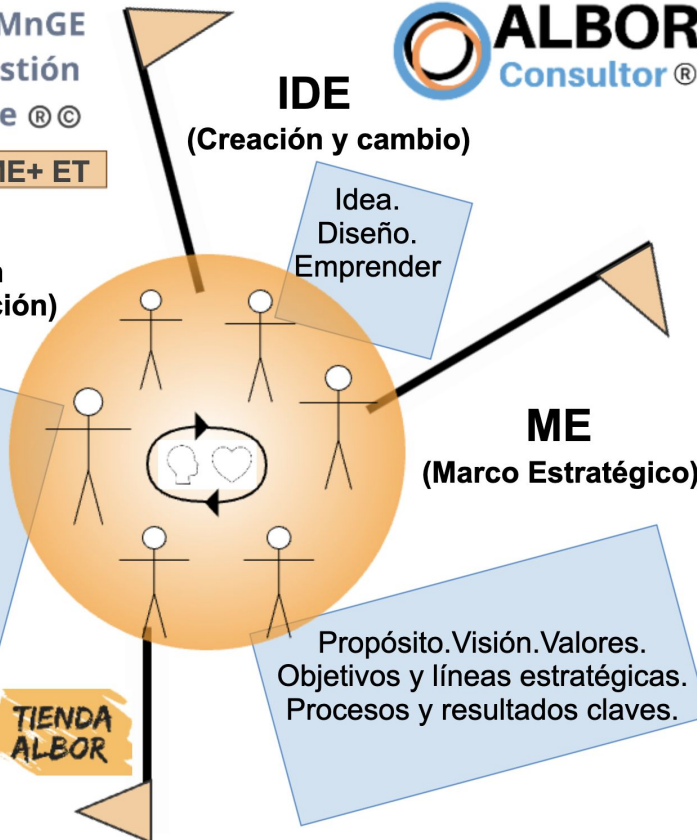 MnGE
stión
e ®©
ME+ ET
ALBOR
Consultor ®
IDE
(Creación y cambio)
Idea.
Diseño.
Emprender
n
ción)
ME
(Marco Estratégico)
Propósito.Visión.Valores.
Objetivos y líneas estratégicas.
Procesos y resultados claves.
TIENDA
ALBOR